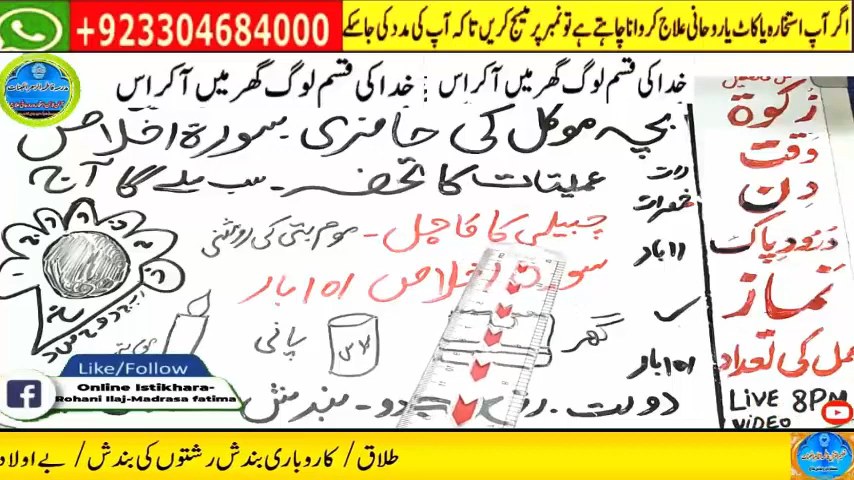 +923304684000
اگر آپ استخارہ یا کاٹ یا روحانی علاج کروانا چاہتے ہے تو نمبر پر میسج کریں تاکہ آپ کی مدد کی جاسکے
خدا کی قسم لوگ گھر میں آکر اس
خدا کی قسم لوگ گھر میں آکر اس
بچہ موکل کی حاضری۔ سورۃ اخلاص
عملیات کا تحفہ۔ سب ملے گا آج
چمبیلی کا کاجل۔ موم بتی کی روشنی
سورۃ اخلاص ۱۰۱ بار
گھر
پانی
دولت۔
زکوۃ
وقت
رات
دن
جمعرات
درود پاک
۱۱ بار
نماز
عمل کی تعداد
۱۰۱ بار
LIVE 8PM
VIDEO
Like/Follow
Online Istikhara-
Rohani Ilaj-Madrasa fatima
طلاق / کاروباری بندش رشتوں کی بندش / بے اولاد